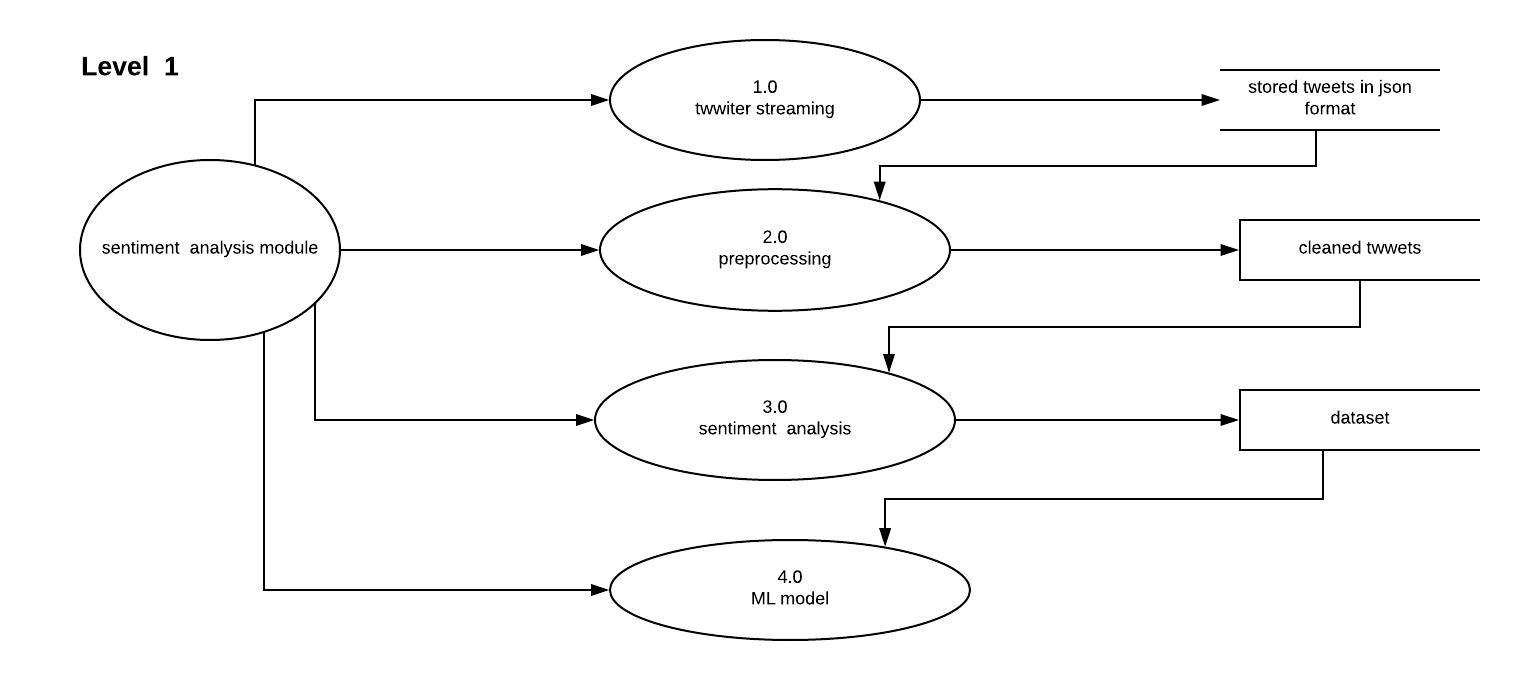 Level 1
1.0
twwiter streaming
stored tweets in json
format
sentiment analysis module
2.0
preprocessing
cleaned twwets
3.0
sentiment analysis
dataset
4.0
ML model